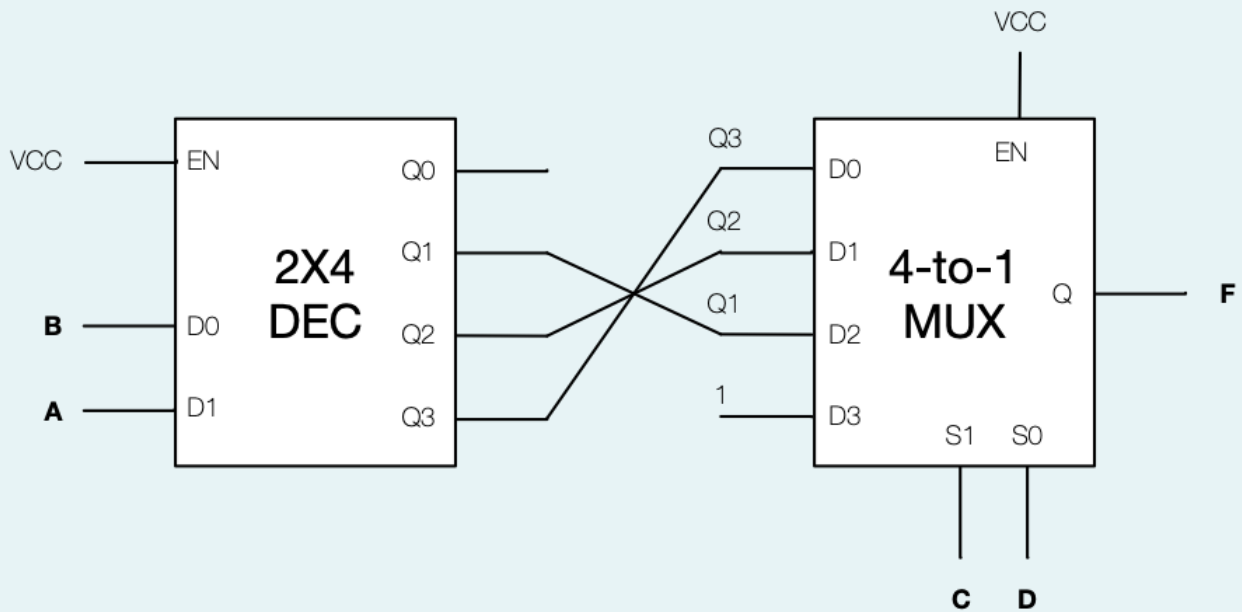 VCC
VCC
EN
Q0
Q1
2X4
DEC
B
D0
Q2
A
D1
Q3
Q3
Q2
Q1
1
EN
D0
D1
4-to-1
MUX
Q
F
D2
D3
S1 S0
C D